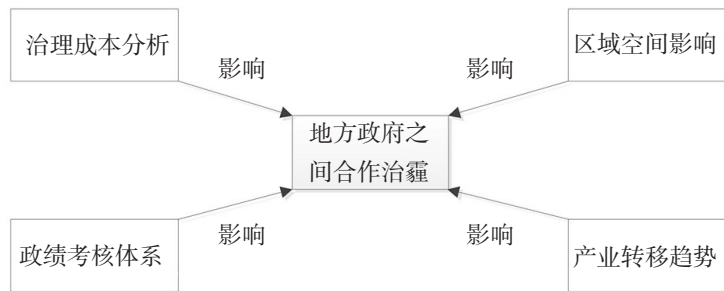 治理成本分析
区域空间影响
影响
影响
地方政府之
间合作治霾
政绩考核体系
影响
影响
产业转移趋势